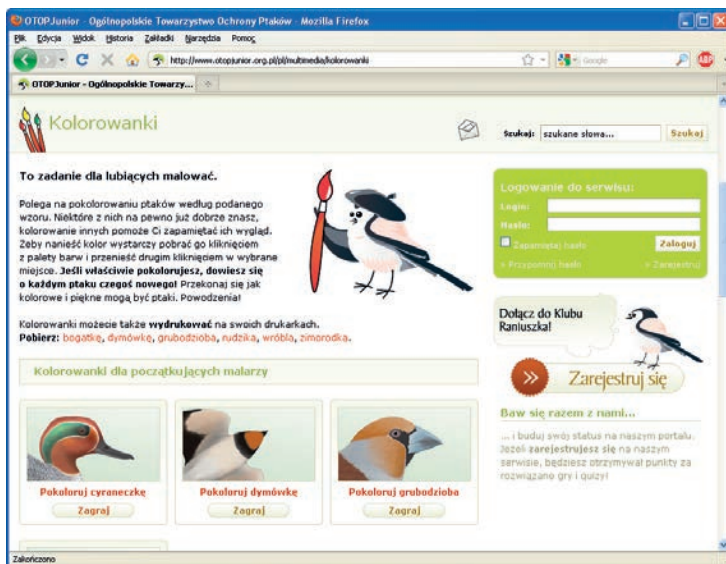 OTOPJunior - Ogólnopolskie Towarzystwo Ochrony Ptaków - Mozilla Firefox
Plik Edycja Widok Historia Zakładki Narzędzia Pomoc
http://www.otopjunior.org.pl/pl/multimedia/kolorowanki
Google
ABP
OTOPJunior - Ogólnopolskie Towarzy...
Kolorowanki
Szukaj: szukane słowa... Szukaj
To zadanie dla lubiących malować.
Polega na pokolorowaniu ptaków według podanego
wzoru. Niektóre z nich na pewno już dobrze znasz,
kolorowanie innych pomoże Ci zapamiętać ich wygląd.
Żeby nanieść kolor wystarczy pobrać go kliknięciem
z palety barw i przenieść drugim kliknięciem w wybrane
miejsce. Jeśli właściwie pokolorujesz, dowiesz się
o każdym ptaku czegoś nowego! Przekonaj się jak
kolorowe i piękne mogą być ptaki. Powodzenia!
Kolorowanki możecie także wydrukować na swoich drukarkach.
Pobierz: bogatkę, dymówkę, grubodzioba, rudzika, wróbla, zimorodka.
Kolorowanki dla początkujących malarzy
Pokoloruj cyraneczkę
Zagraj
Pokoloruj dymówkę
Zagraj
Pokoloruj grubodzioba
Zagraj
Logowanie do serwisu:
Login:
Hasło:
Zapamiętaj hasło Zaloguj
» Przypomnij hasło » Zarejestruj
Dołącz do Klubu
Raniuszka!
Zarejestruj się
Baw się razem z nami...
... i buduj swój status na naszym portalu.
Jeżeli zarejestrujesz się na naszym
serwisie, będziesz otrzymywał punkty za
rozwiązane gry i quizy!
Zakończono